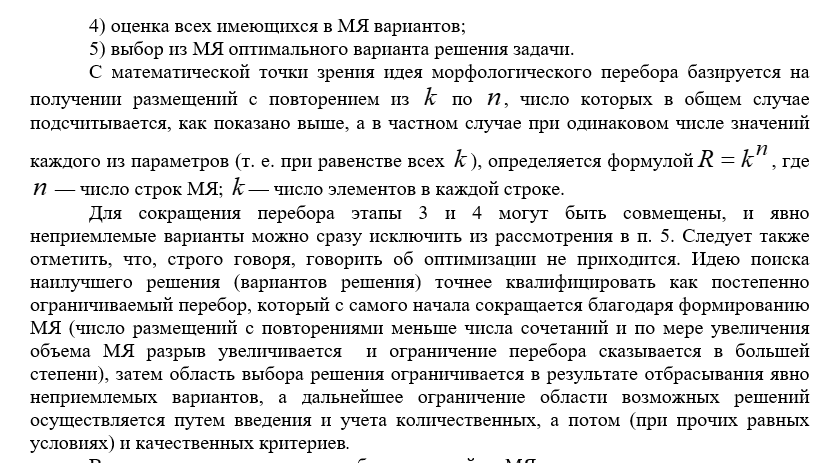 4) оценка всех имеющихся в МЯ вариантов;
5) выбор из МЯ оптимального варианта решения задачи.
С математической точки зрения идея морфологического перебора базируется на
получении размещений с повторением из k по n, число которых в общем случае
подсчитывается, как показано выше, а в частном случае при одинаковом числе значений
каждого из параметров (т. е. при равенстве всех k), определяется формулой R = kⁿ, где
n — число строк МЯ; k — число элементов в каждой строке.
Для сокращения перебора этапы 3 и 4 могут быть совмещены, и явно
неприемлемые варианты можно сразу исключить из рассмотрения в п. 5. Следует также
отметить, что, строго говоря, говорить об оптимизации не приходится. Идею поиска
наилучшего решения (вариантов решения) точнее квалифицировать как постепенно
ограничиваемый перебор, который с самого начала сокращается благодаря формированию
МЯ (число размещений с повторениями меньше числа сочетаний и по мере увеличения
объема МЯ разрыв увеличивается и ограничение перебора сказывается в большей
степени), затем область выбора решения ограничивается в результате отбрасывания явно
неприемлемых вариантов, а дальнейшее ограничение области возможных решений
осуществляется путем введения и учета количественных, а потом (при прочих равных
условиях) и качественных критериев.